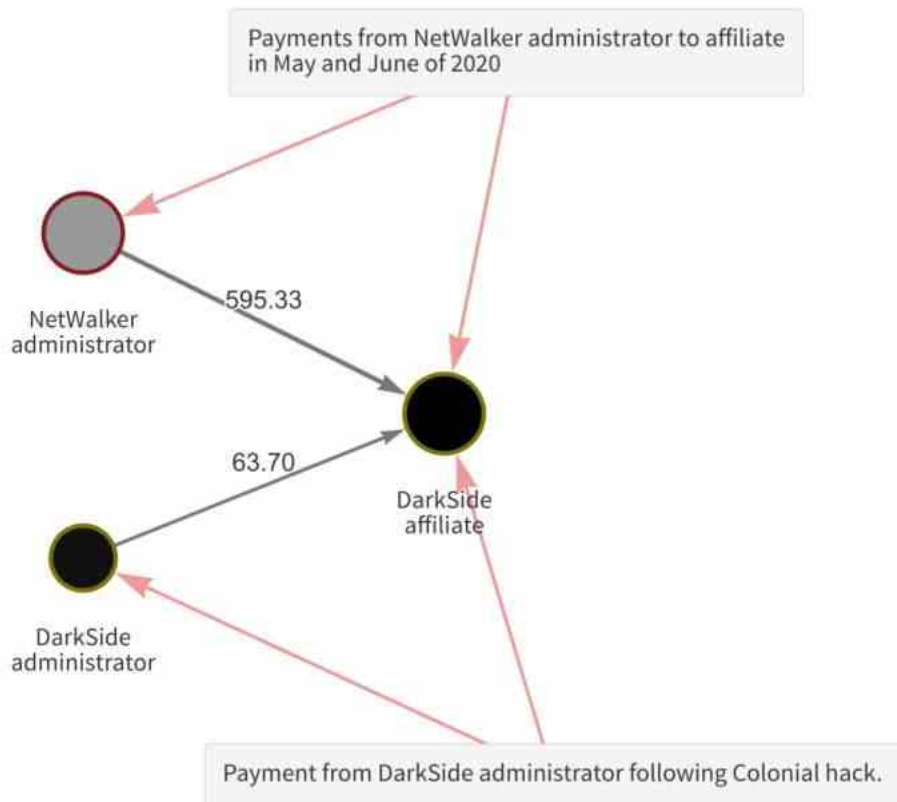 Payments from NetWalker administrator to affiliate
in May and June of 2020
595.33
NetWalker
administrator
63.70
DarkSide
affiliate
DarkSide
administrator
Payment from DarkSide administrator following Colonial hack.